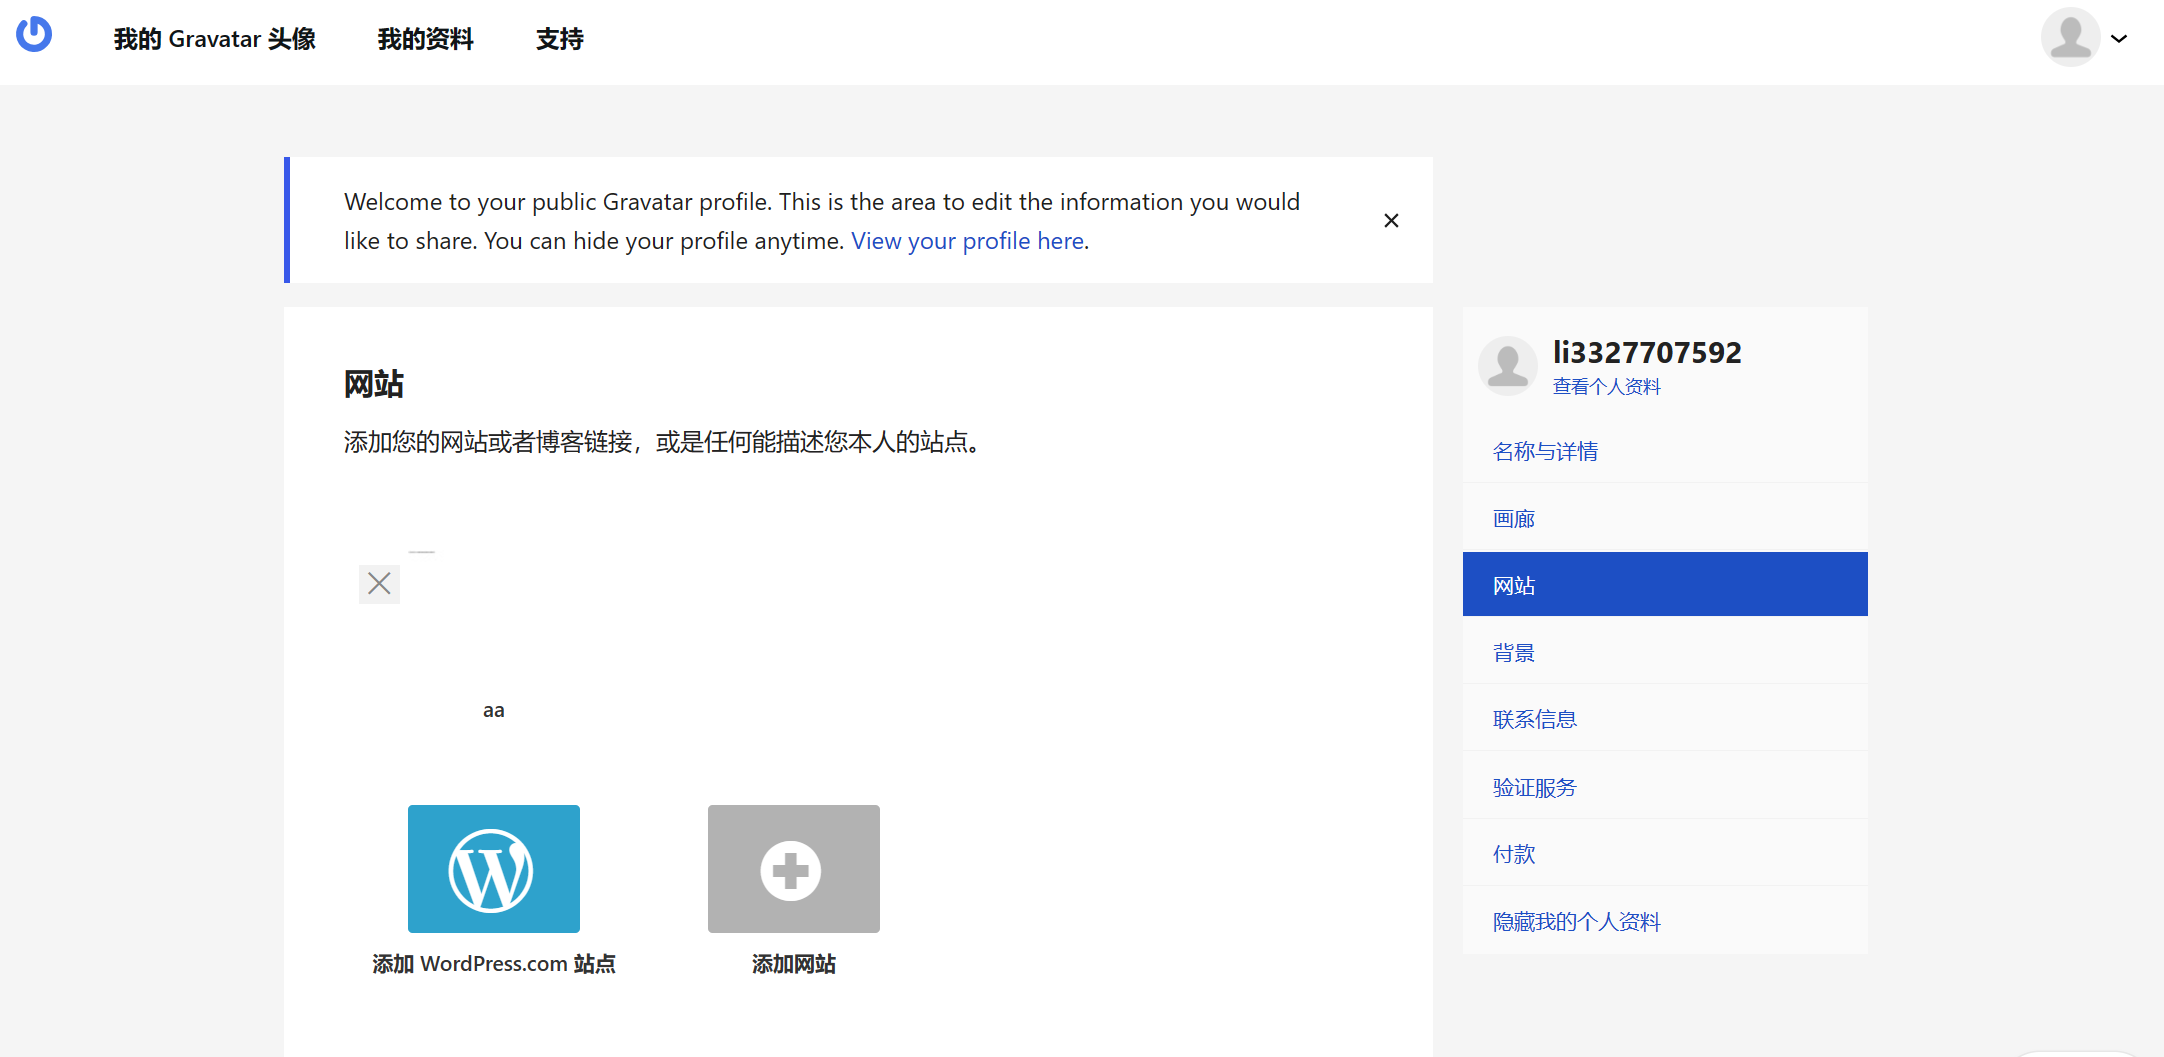 我的 Gravatar 头像
我的资料
支持
Welcome to your public Gravatar profile. This is the area to edit the information you would
like to share. You can hide your profile anytime. View your profile here.
网站
添加您的网站或者博客链接，或是任何能描述您本人的站点。
aa
添加 WordPress.com 站点
添加网站
li3327707592
查看个人资料
名称与详情
画廊
网站
背景
联系信息
验证服务
付款
隐藏我的个人资料